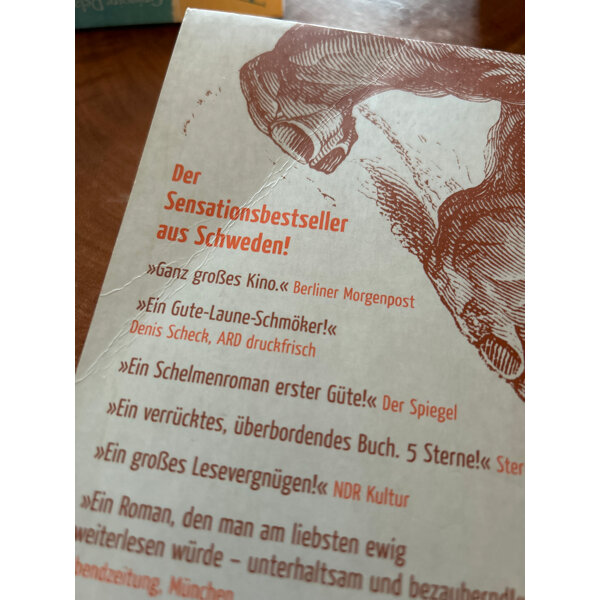 Der
Sensationsbestseller
aus Schweden!
»Ganz großes Kino.« Berliner Morgenpost
»Ein Gute-Laune-Schmöker!«
Denis Scheck, ARD druckfrisch
»Ein Schelmenroman erster Güte!« Der Spiegel
»Ein verrücktes, überbordendes Buch. 5 Sterne!«
»Ein großes Lesevergnügen!« NDR Kultur
»Ein Roman, den man am liebsten ewig
weiterlesen würde – unterhaltsam und
München